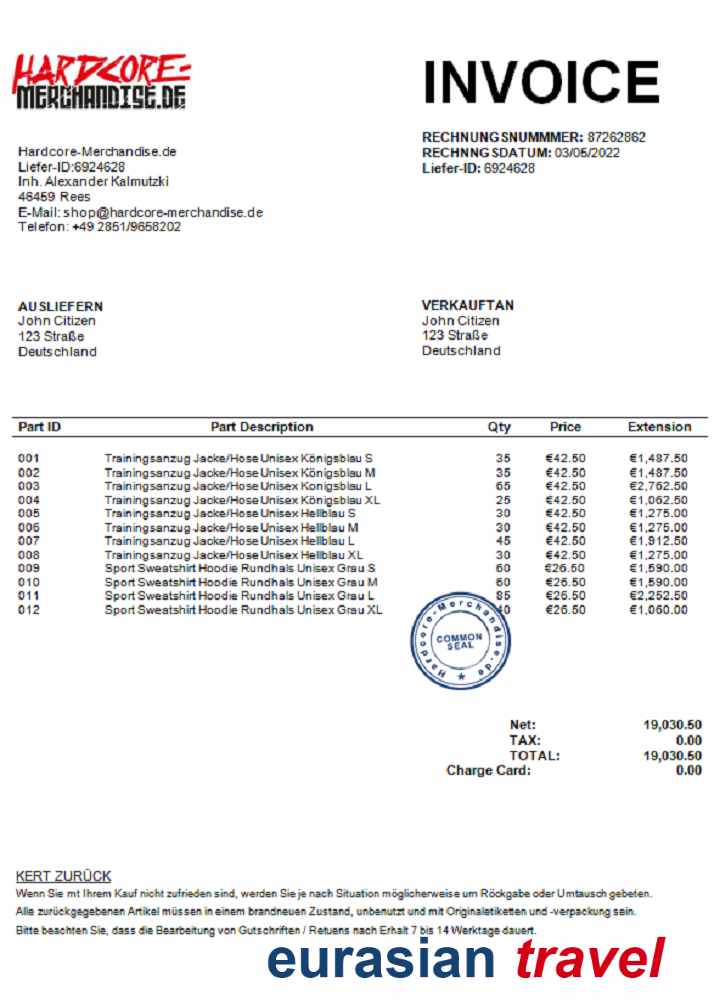 HARDCORE-
MERCHANDISE.DE
INVOICE
RECHNUNGSNUMMMER: 87262862
RECHNNGSDATUM: 03/05/2022
Liefer-ID: 6924628
Hardcore-Merchandise.de
Liefer-ID:6924628
Inh. Alexander Kalmutzki
46459 Rees
E-Mail: shop@hardcore-merchandise.de
Telefon: +49 2851/9658202
AUSLIEFERN
John Citizen
123 Straße
Deutschland
VERKAUFTAN
John Citizen
123 Straße
Deutschland
Part ID Part Description Qty Price Extension
001 Trainingsanzug Jacke/Hose Unisex Königsblau S 35 €42.50 €1,487.50
002 Trainingsanzug Jacke/Hose Unisex Königsblau M 35 €42.50 €1,487.50
003 Trainingsanzug Jacke/Hose Unisex Königsblau L 65 €42.50 €2,762.50
004 Trainingsanzug Jacke/Hose Unisex Königsblau XL 25 €42.50 €1,062.50
005 Trainingsanzug Jacke/Hose Unisex Hellblau S 30 €42.50 €1,275.00
006 Trainingsanzug Jacke/Hose Unisex Hellblau M 30 €42.50 €1,275.00
007 Trainingsanzug Jacke/Hose Unisex Hellblau L 45 €42.50 €1,912.50
008 Trainingsanzug Jacke/Hose Unisex Hellblau XL 30 €42.50 €1,275.00
009 Sport Sweatshirt Hoodie Rundhals Unisex Grau S 60 €26.50 €1,590.00
010 Sport Sweatshirt Hoodie Rundhals Unisex Grau M 60 €26.50 €1,590.00
011 Sport Sweatshirt Hoodie Rundhals Unisex Grau L 85 €26.50 €2,252.50
012 Sport Sweatshirt Hoodie Rundhals Unisex Grau XL 40 €26.50 €1,060.00
Hardcore-Merchandise.de
COMMON
SEAL
Net: 19,030.50
TAX: 0.00
TOTAL: 19,030.50
Charge Card: 0.00
KERT ZURÜCK
Wenn Sie mt Ihrem Kauf nicht zufrieden sind, werden Sie je nach Situation möglicherweise um Rückgabe oder Umtausch gebeten.
Alle zurückgegebenen Artikel müssen in einem brandneuen Zustand, unbenutzt und mit Originaletiketten und -verpackung sein.
Bitte beachten Sie, dass die Bearbeitung von Gutschriften / Retuens nach Erhalt 7 bis 14 Werktage dauert.
eurasian travel